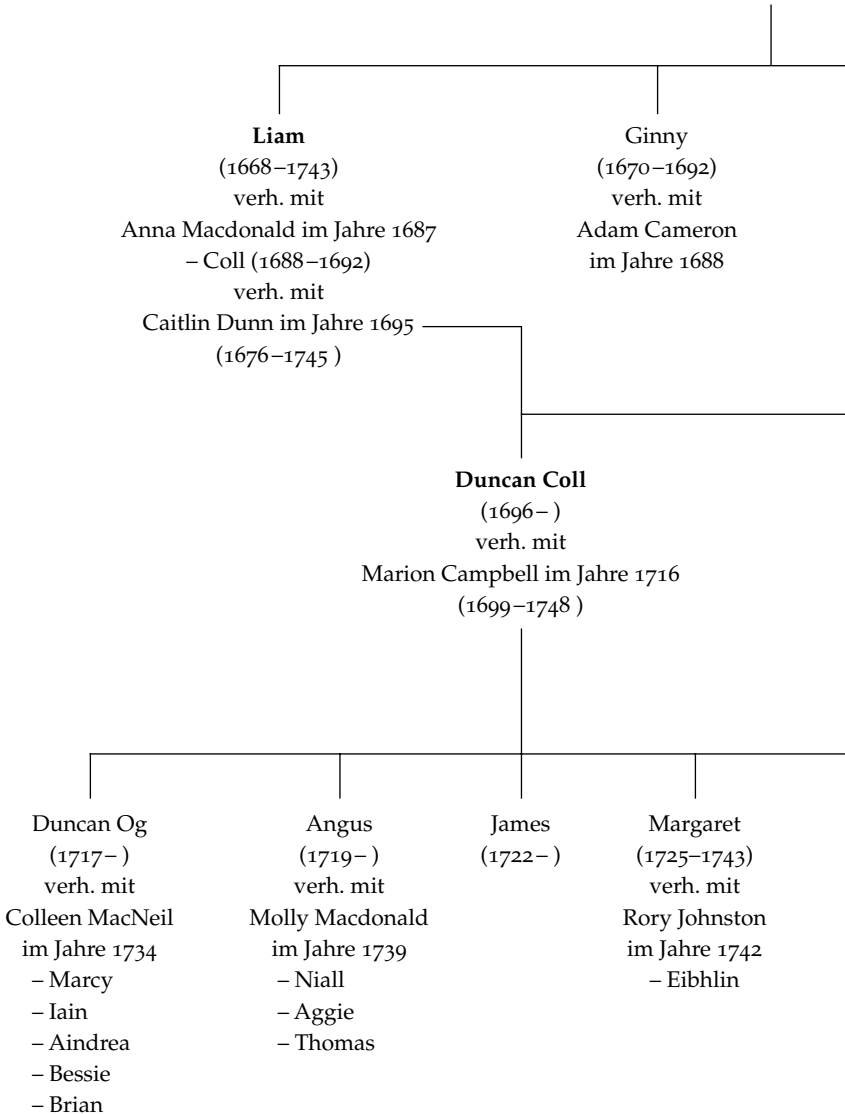 Liam
(1668–1743)
verh. mit
Anna Macdonald im Jahre 1687
– Coll (1688–1692)
verh. mit
Caitlin Dunn im Jahre 1695
(1676–1745 )
Ginny
(1670–1692)
verh. mit
Adam Cameron
im Jahre 1688
Duncan Coll
(1696– )
verh. mit
Marion Campbell im Jahre 1716
(1699–1748 )
Duncan Og
(1717– )
verh. mit
Colleen MacNeil
im Jahre 1734
– Marcy
– Iain
– Aindrea
– Bessie
– Brian
Angus
(1719– )
verh. mit
Molly Macdonald
im Jahre 1739
– Niall
– Aggie
– Thomas
James
(1722– )
Margaret
(1725–1743)
verh. mit
Rory Johnston
im Jahre 1742
– Eibhlin